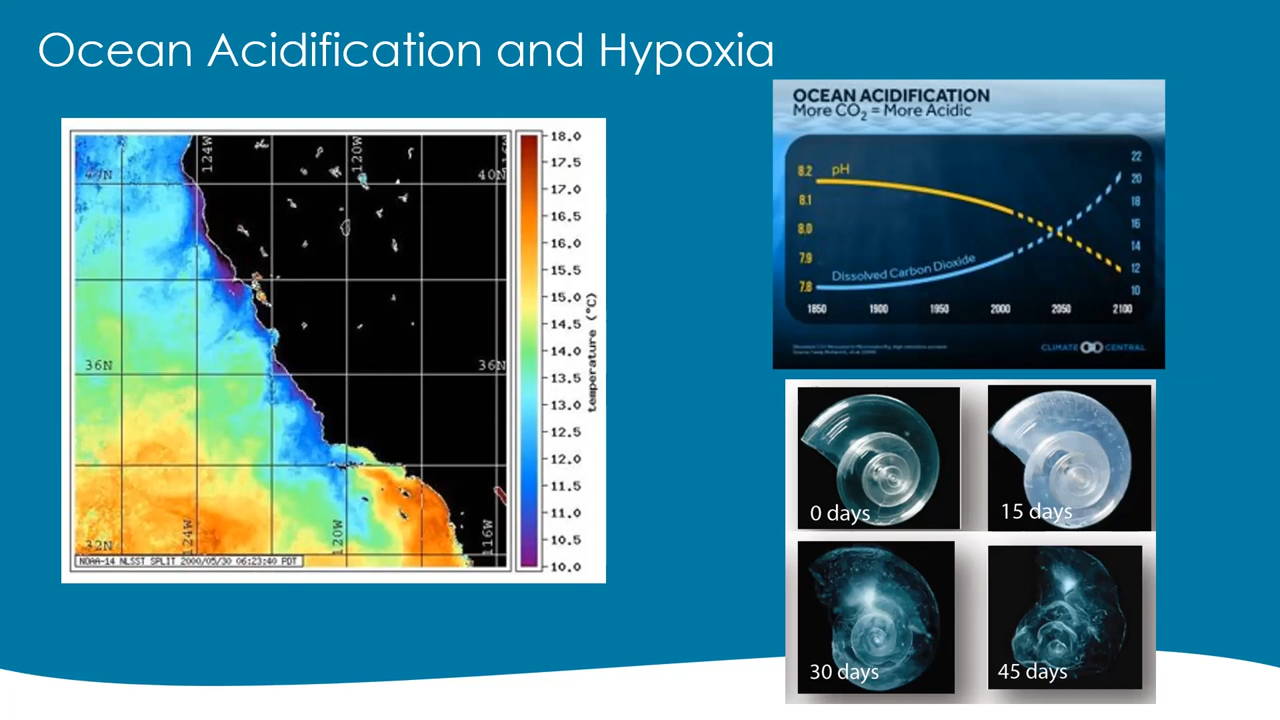 Ocean Acidification and Hypoxia
124W
120W
40N
40N
36N
36N
32N
124W
120W
116W
NOAA-14 NLSST SPLIT 2000/05/30 06:23:40 PDT
18.0
17.5
17.0
16.5
16.0
15.5
15.0
14.5
14.0
13.5
13.0
12.5
12.0
11.5
11.0
10.5
10.0
temperature (°C)
OCEAN ACIDIFICATION
More CO₂ = More Acidic
8.2
8.1
8.0
7.9
7.8
pH
Dissolved Carbon Dioxide
22
20
18
16
14
12
10
1850
1900
1950
2000
2050
2100
CLIMATE CENTRAL
0 days
15 days
30 days
45 days